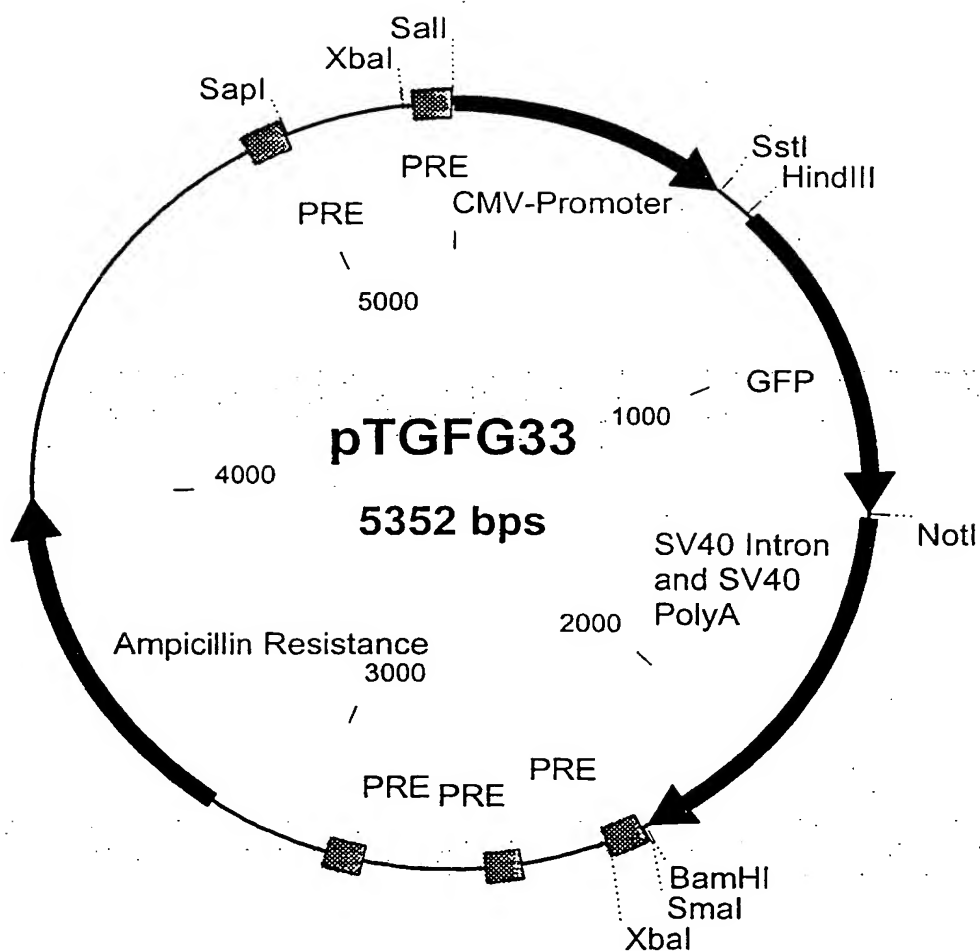 SalI
XbaI
SapI
SstI
HindIII
PRE
PRE
CMV-Promoter
5000
GFP
1000
pTGFG33
4000
5352 bps
NotI
SV40 Intron
and SV40
PolyA
2000
Ampicillin Resistance
3000
PRE
PRE
PRE
BamHI
SmaI
XbaI